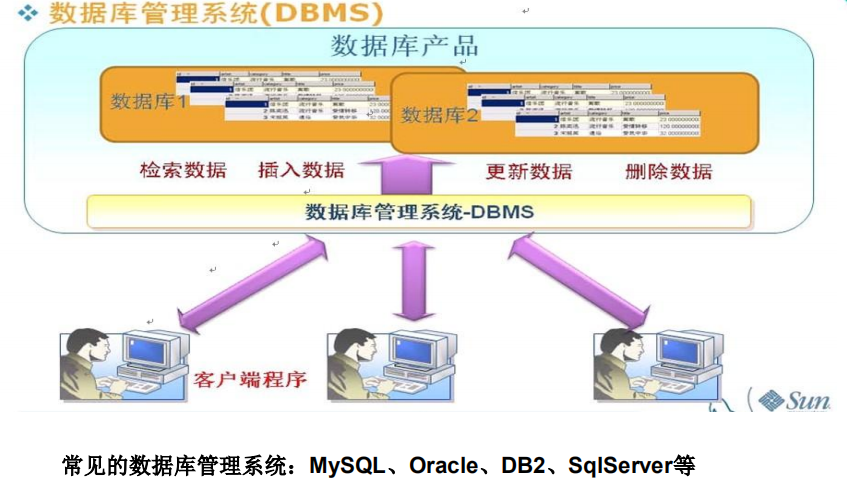 数据库管理系统(DBMS)
数据库产品
数据库1
数据库2
检索数据 插入数据 更新数据 删除数据
数据库管理系统-DBMS
客户端程序
Sun
常见的数据库管理系统：MySQL、Oracle、DB2、SqlServer等